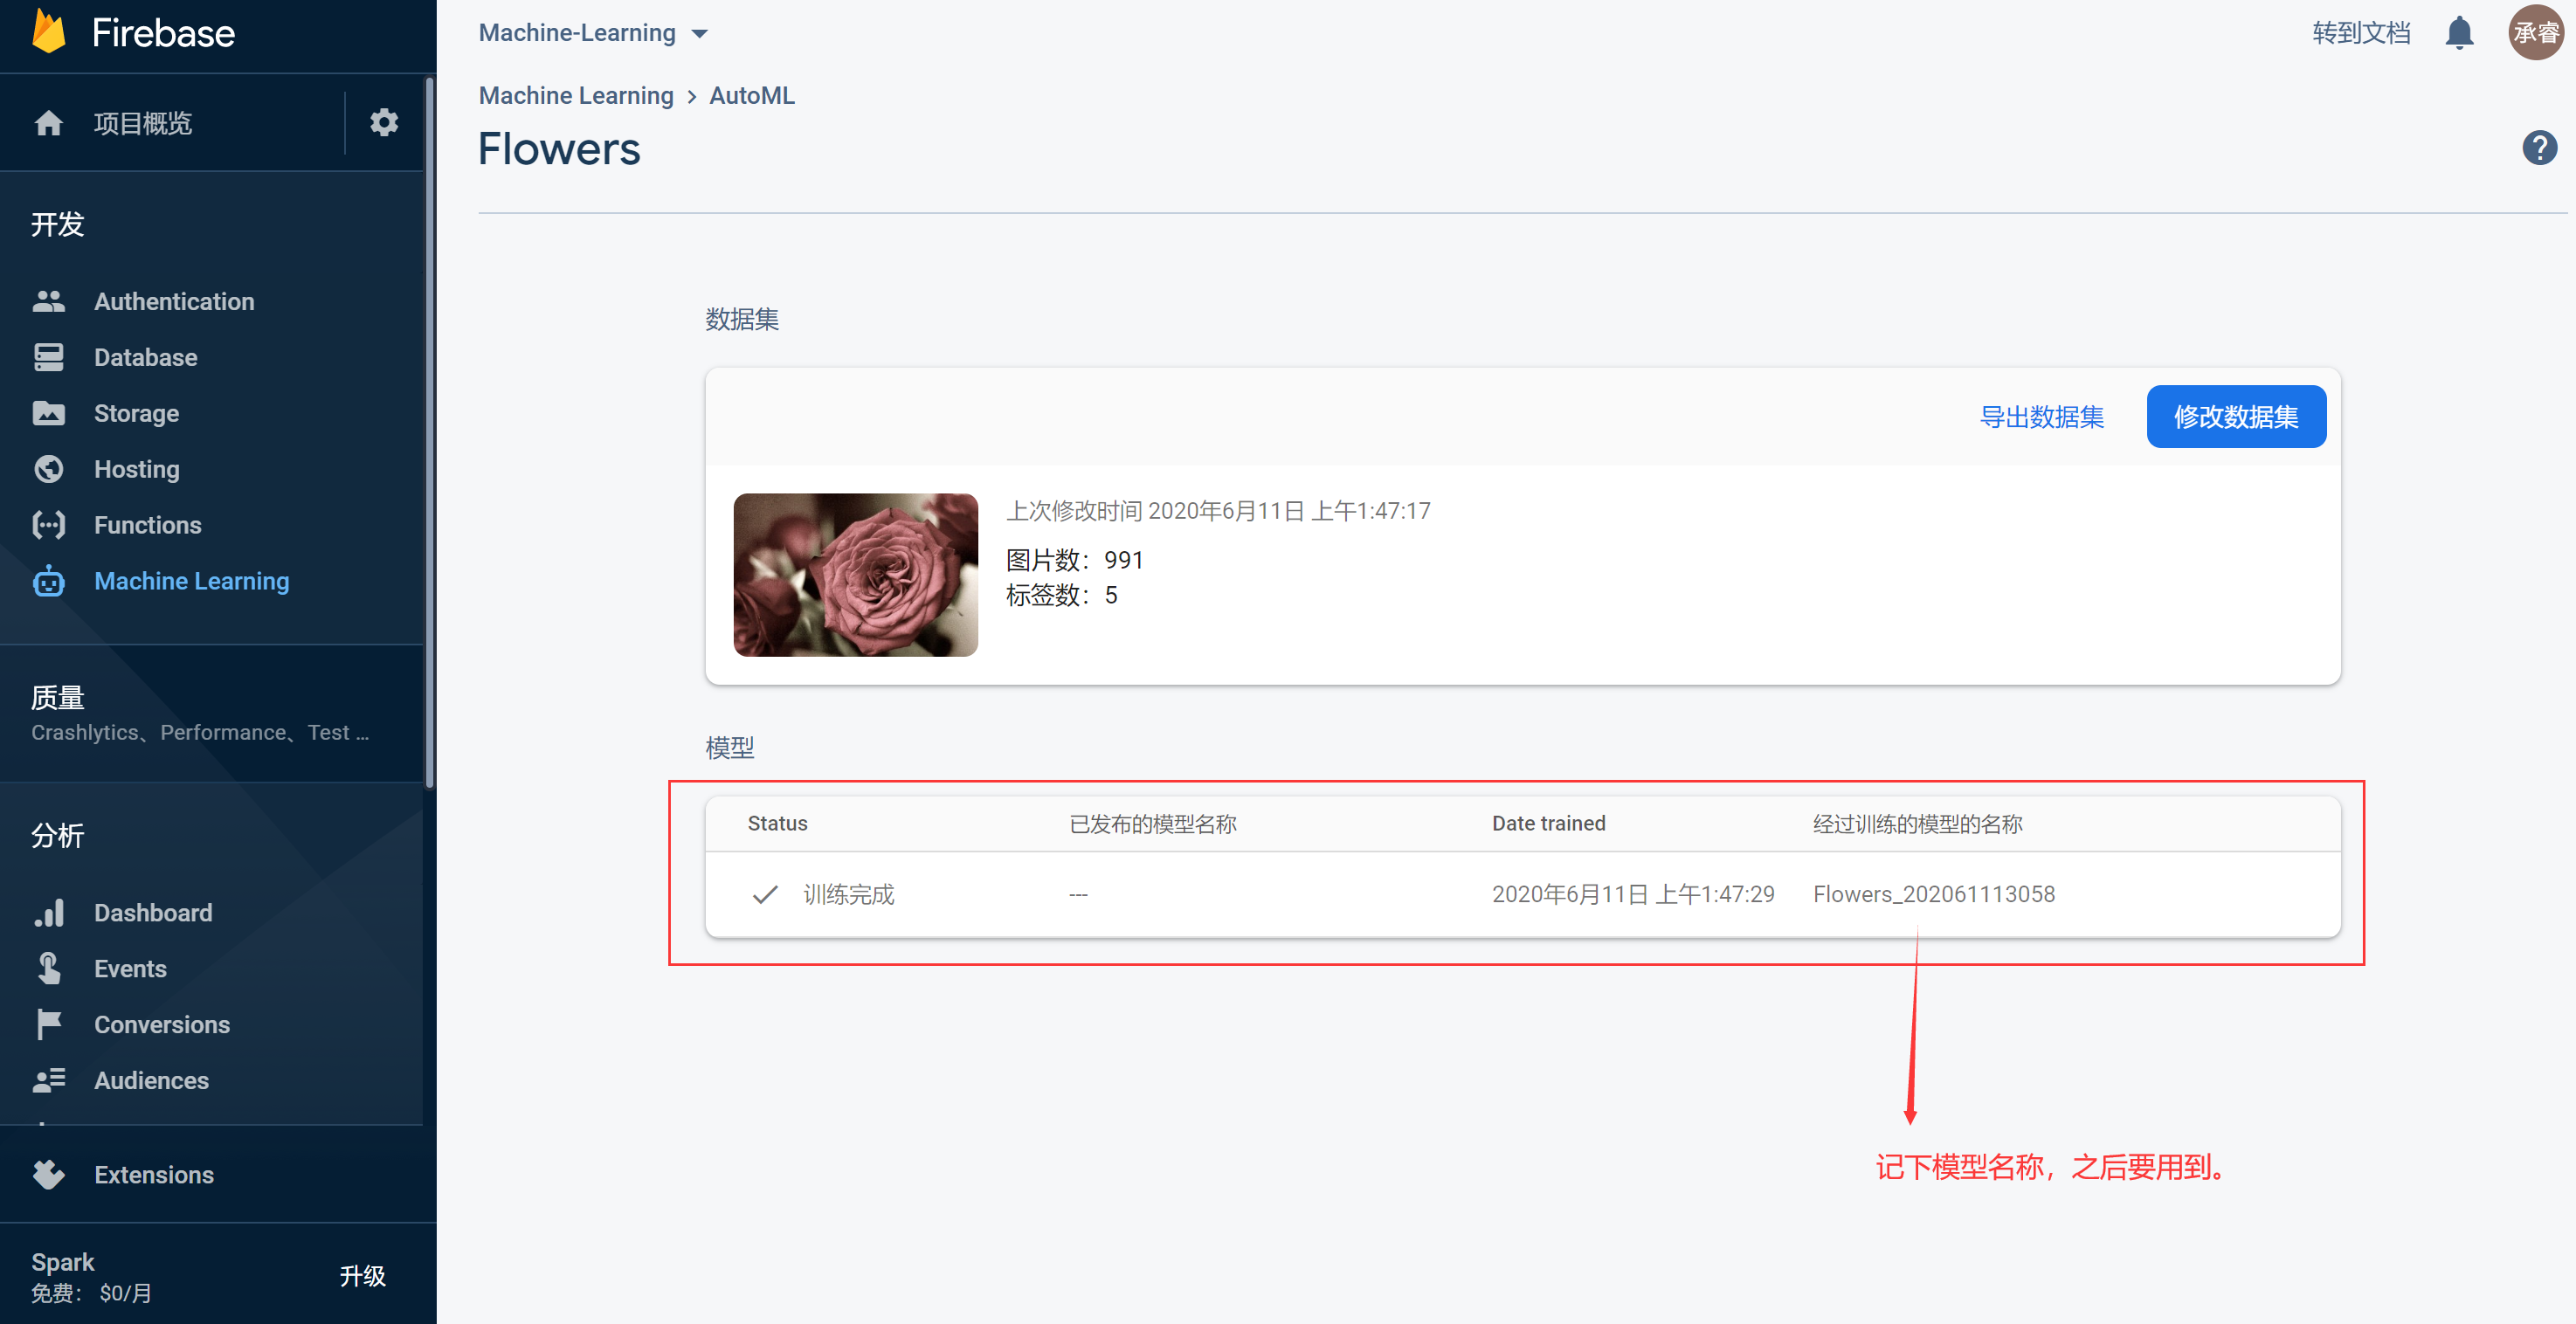 Firebase
项目概览
开发
Authentication
Database
Storage
Hosting
Functions
Machine Learning
质量
Crashlytics、Performance、Test ...
分析
Dashboard
Events
Conversions
Audiences
Extensions
Spark
免费： $0/月
升级
Machine-Learning
转到文档
承睿
Machine Learning › AutoML
Flowers
?
数据集
导出数据集
修改数据集
上次修改时间 2020年6月11日 上午1:47:17
图片数：991
标签数：5
模型
Status 已发布的模型名称 Date trained 经过训练的模型的名称
训练完成 --- 2020年6月11日 上午1:47:29 Flowers_202061113058
记下模型名称，之后要用到。